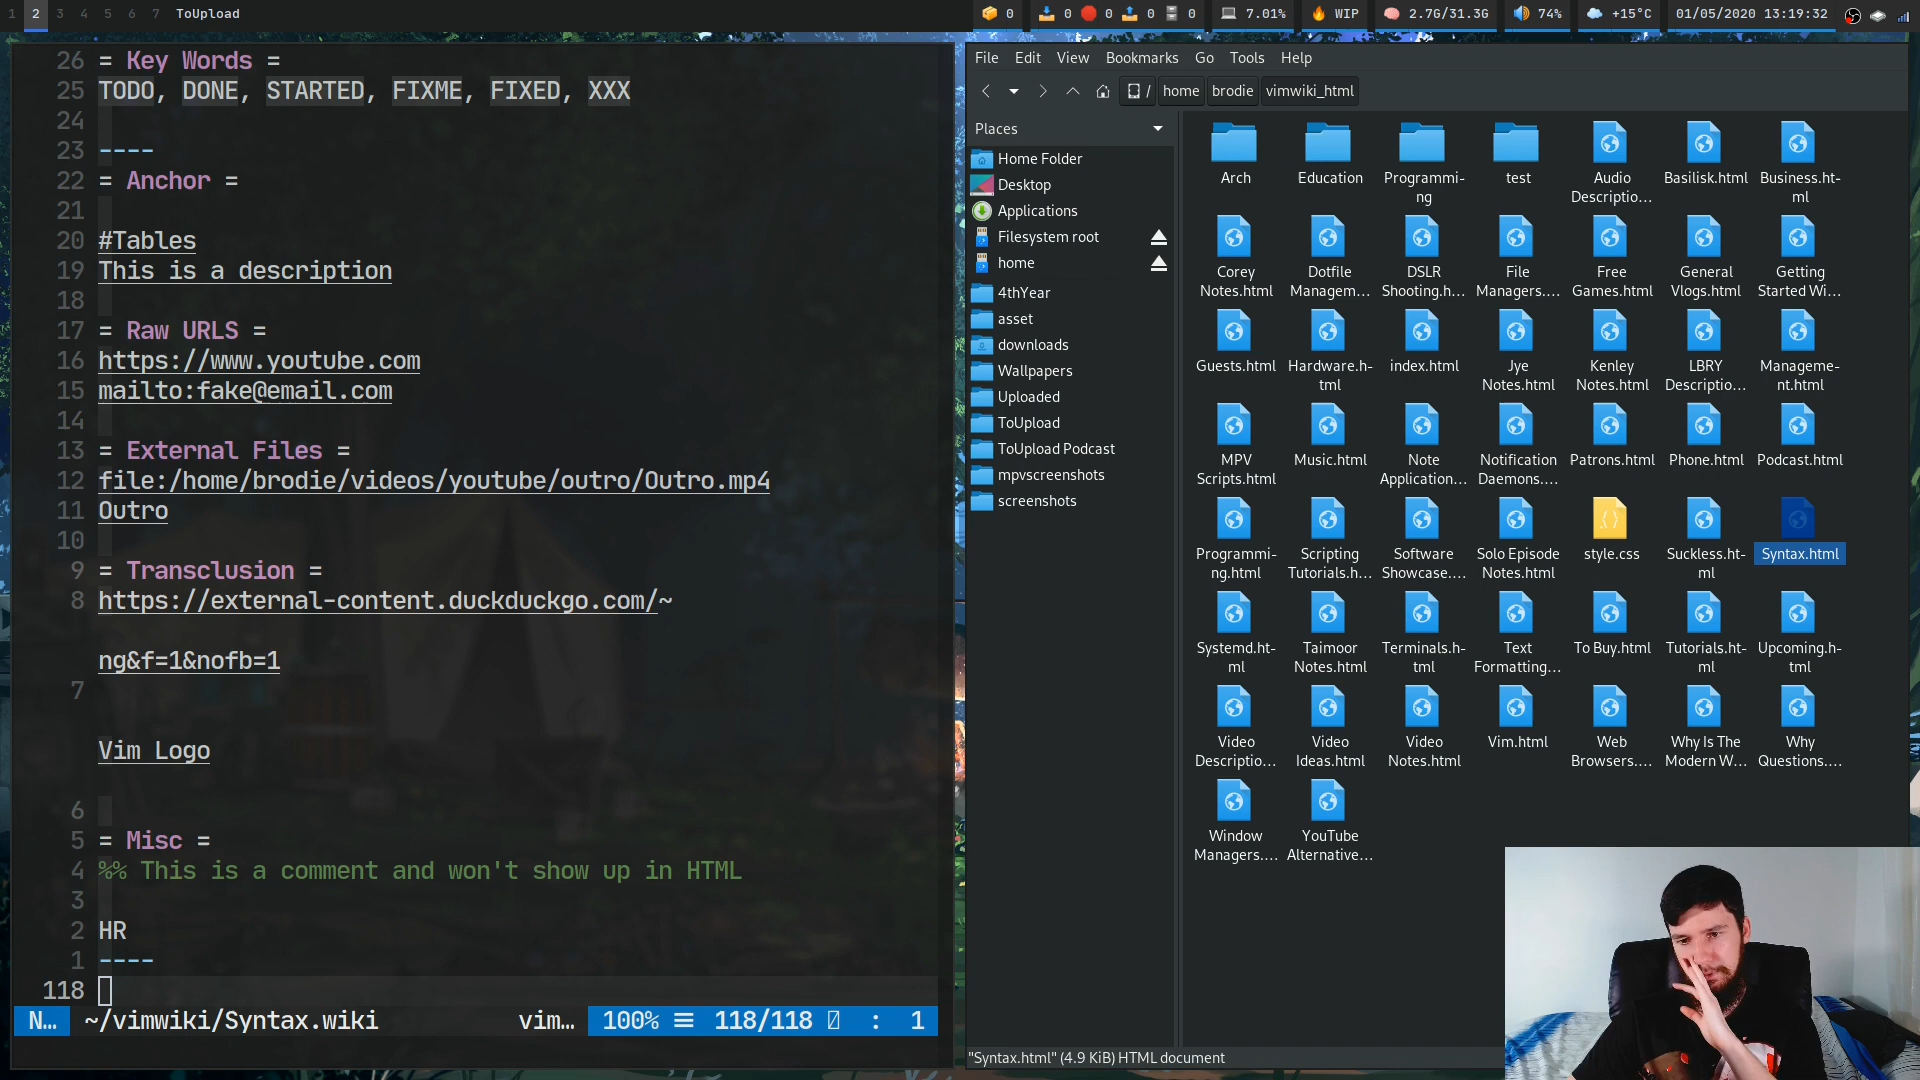 1 2 3 4 5 6 7 ToUpload
0 0 0 0 0 7.01% WIP 2.7G/31.3G 74% +15°C 01/05/2020 13:19:32
26 = Key Words =
25 TODO, DONE, STARTED, FIXME, FIXED, XXX
24
23 ----
22 = Anchor =
21
20 #Tables
19 This is a description
18
17 = Raw URLS =
16 https://www.youtube.com
15 mailto:fake@email.com
14
13 = External Files =
12 file:/home/brodie/videos/youtube/outro/Outro.mp4
11 Outro
10
9 = Transclusion =
8 https://external-content.duckduckgo.com/~
ng&f=1&nofb=1
7
Vim Logo
6
5 = Misc =
4 %% This is a comment and won't show up in HTML
3
2 HR
1 ----
118
N… ~/vimwiki/Syntax.wiki vim… 100% ≡ 118/118 : 1
File Edit View Bookmarks Go Tools Help
/ home brodie vimwiki_html
Places
Home Folder
Desktop
Applications
Filesystem root
home
4thYear
asset
downloads
Wallpapers
Uploaded
ToUpload
ToUpload Podcast
mpvscreenshots
screenshots
Arch Education Programmi- test Audio Basilisk.html Business.ht-
ng Descriptio… ml
Corey Dotfile DSLR File Free General Getting
Notes.html Managem… Shooting.h… Managers.… Games.html Vlogs.html Started Wi…
Guests.html Hardware.h- index.html Jye Kenley LBRY Manageme-
tml Notes.html Notes.html Descriptio… nt.html
MPV Music.html Note Notification Patrons.html Phone.html Podcast.html
Scripts.html Application… Daemons.…
Programmi- Scripting Software Solo Episode style.css Suckless.ht- Syntax.html
ng.html Tutorials.h… Showcase.… Notes.html ml
Systemd.ht- Taimoor Terminals.h- Text To Buy.html Tutorials.ht- Upcoming.h-
ml Notes.html tml Formatting… ml tml
Video Video Video Vim.html Web Why Is The Why
Descriptio… Ideas.html Notes.html Browsers.… Modern W… Questions.…
Window YouTube
Managers.… Alternative…
"Syntax.html" (4.9 KiB) HTML document